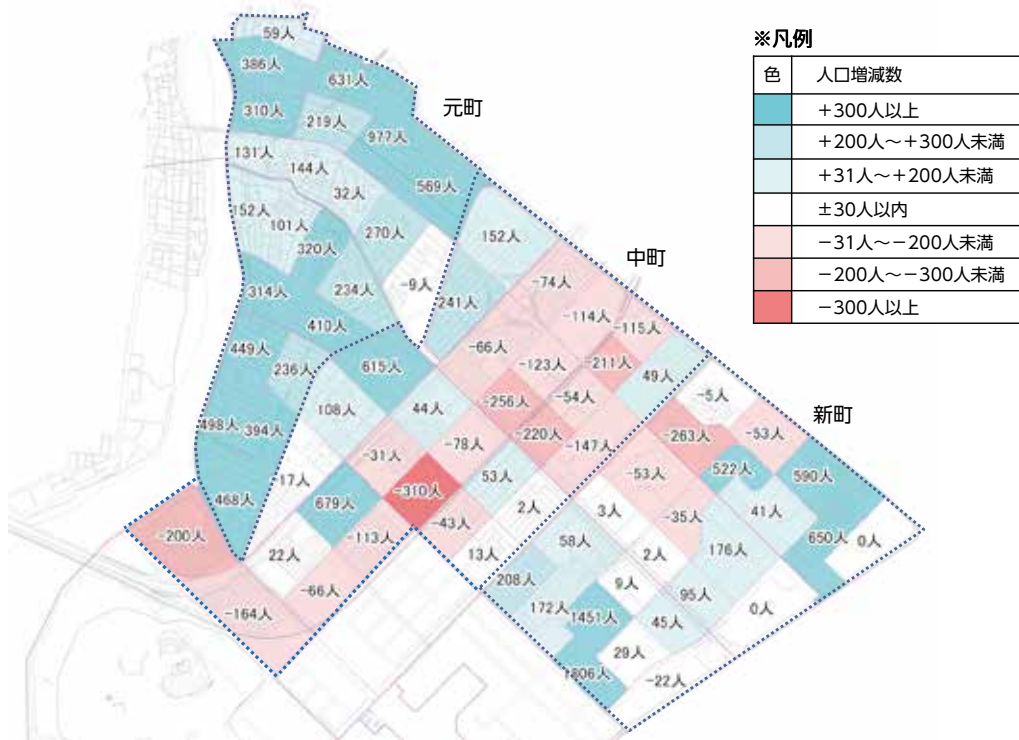 ※凡例
色 人口増減数
+300人以上
+200人~+300人未満
+31人~+200人未満
±30人以内
-31人~-200人未満
-200人~-300人未満
-300人以上
元町
中町
新町
59人
386人
631人
310人
219人
977人
131人
144人
32人
569人
152人
101人
320人
270人
152人
314人
234人
-9人
241人
-74人
410人
-114人
-115人
449人
236人
615人
-66人
-123人
-211人
49人
108人
44人
-256人
-54人
-5人
498人
394人
-31人
-78人
-220人
-147人
-263人
-53人
-17人
-310人
53人
-53人
522人
590人
468人
679人
-43人
2人
3人
-35人
41人
-200人
22人
-113人
13人
58人
2人
176人
650人
0人
-66人
208人
9人
95人
0人
-164人
172人
1451人
45人
29人
1806人
-22人